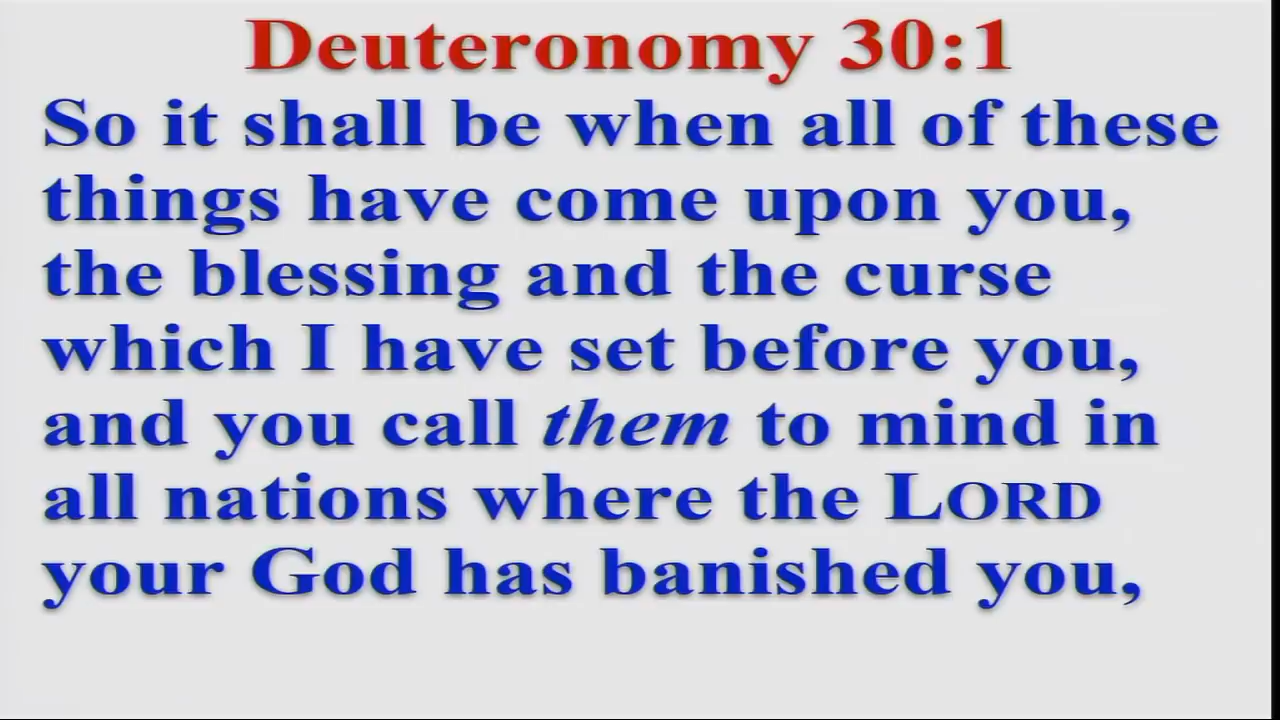 Deuteronomy 30:1
So it shall be when all of these
things have come upon you,
the blessing and the curse
which I have set before you,
and you call them to mind in
all nations where the LORD
your God has banished you,